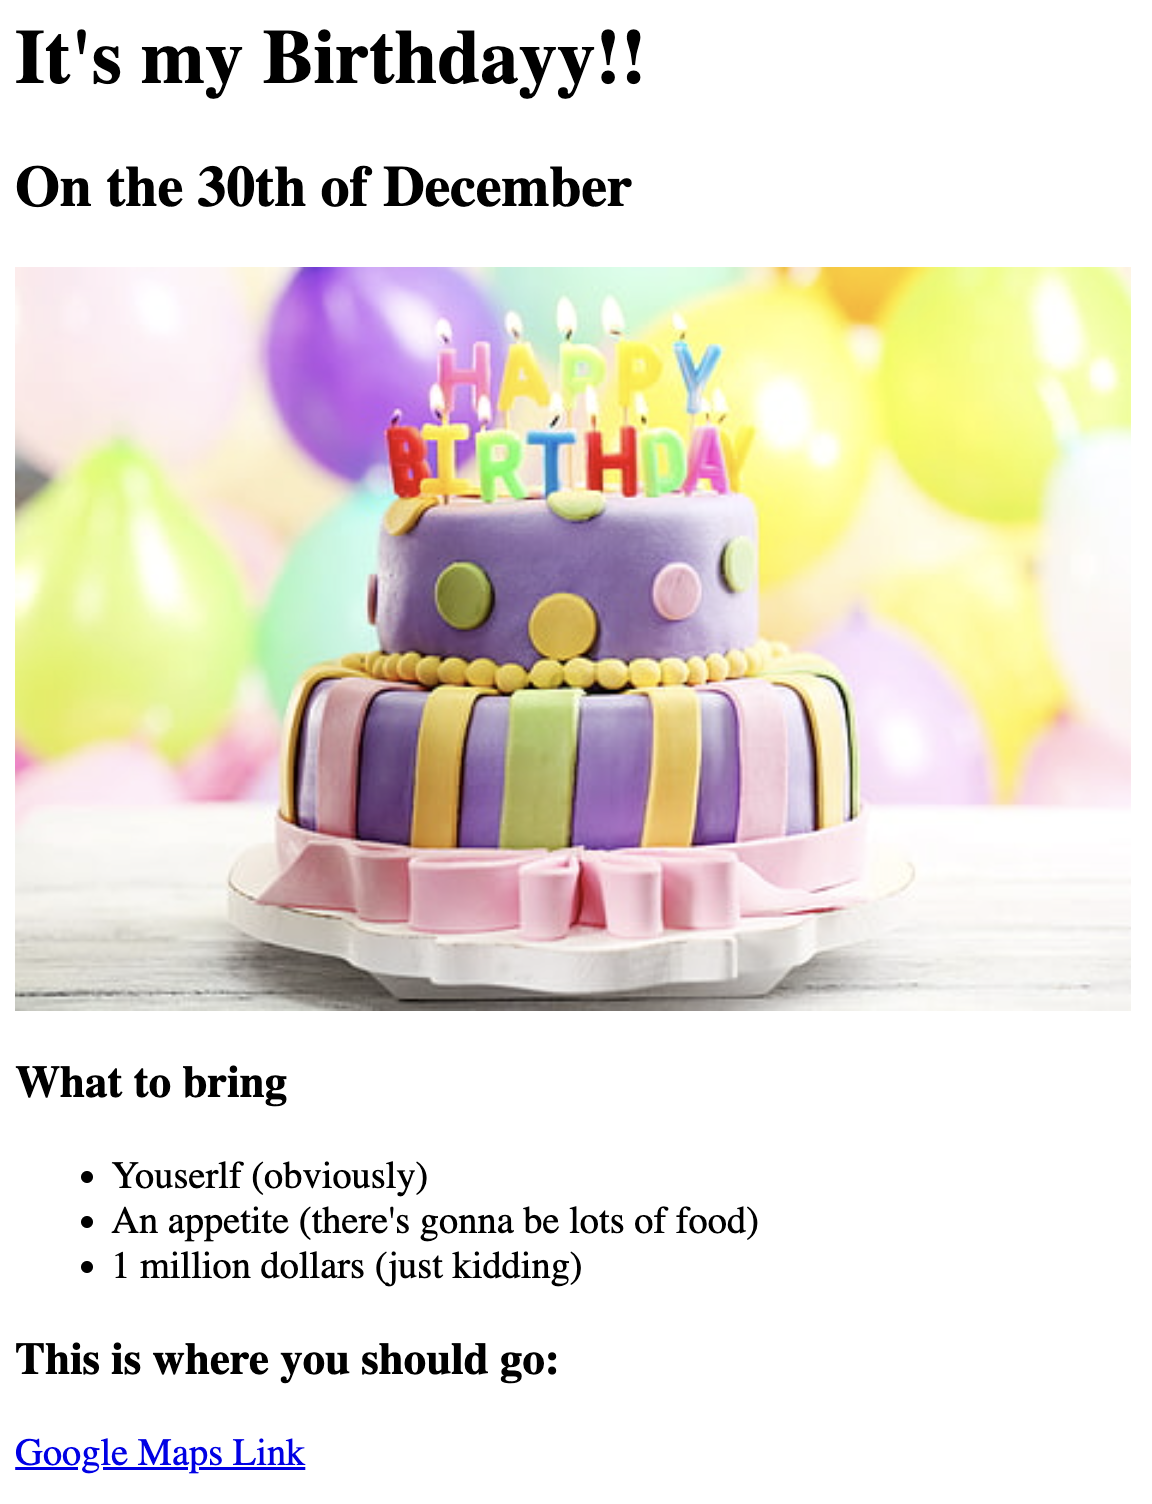 It's my Birthdayy!!
On the 30th of December
HAPPY
BIRTHDAY
What to bring
Youserlf (obviously)
An appetite (there's gonna be lots of food)
1 million dollars (just kidding)
This is where you should go:
Google Maps Link